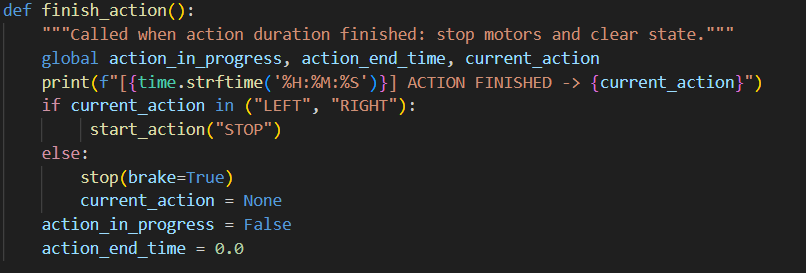 def finish_action():
    """Called when action duration finished: stop motors and clear state."""
    global action_in_progress, action_end_time, current_action
    print(f"[{time.strftime('%H:%M:%S')}] ACTION FINISHED -> {current_action}")
    if current_action in ("LEFT", "RIGHT"):
         start_action("STOP")
    else:
        stop(brake=True)
        current_action = None
    action_in_progress = False
    action_end_time = 0.0